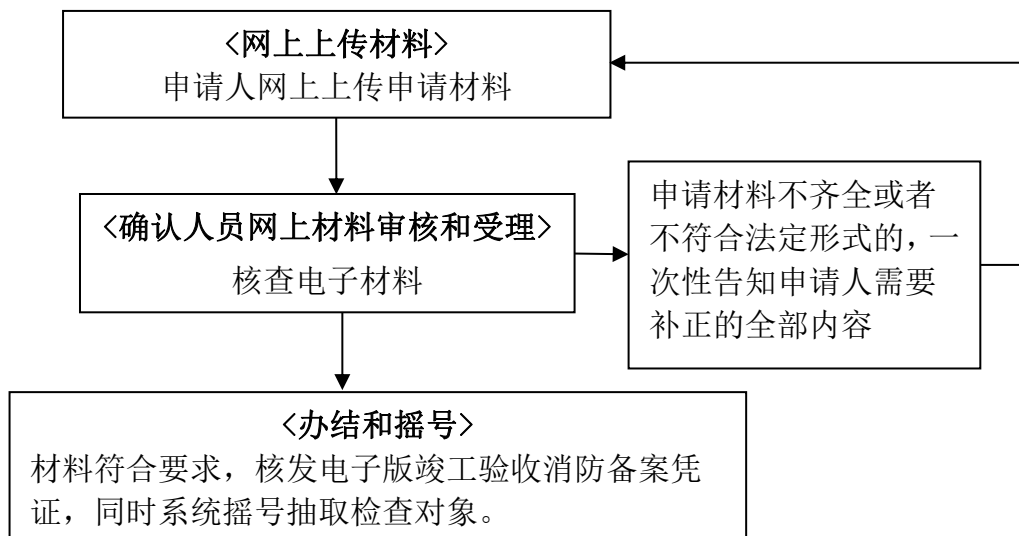 <网上上传材料>
申请人网上上传申请材料
<确认人员网上材料审核和受理>
核查电子材料
申请材料不齐全或者
不符合法定形式的，一
次性告知申请人需要
补正的全部内容
<办结和摇号>
材料符合要求，核发电子版竣工验收消防备案凭
证，同时系统摇号抽取检查对象。